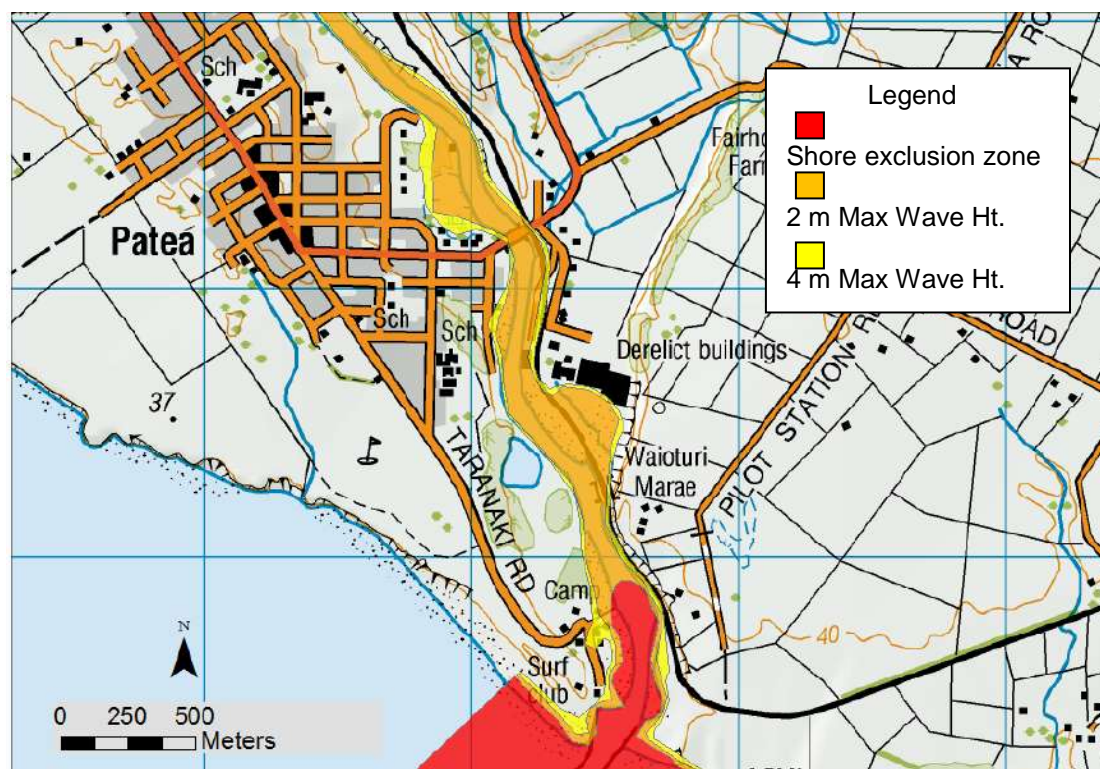 Sch
Legend
Shore exclusion zone
2 m Max Wave Ht.
4 m Max Wave Ht.
Pateá
Sch
Sch
Derelict buildings
ROAD
PILOT STATION
37
TARANAKI RD
Waioturi
Marae
Camp
40
N
Surf
club
0 250 500
Meters